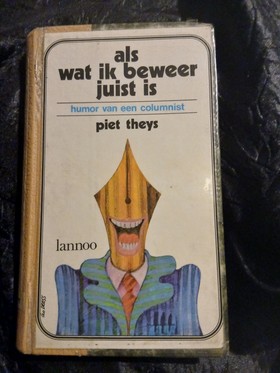 als
wat ik beweer
juist is
humor van een columnist
piet theys
lannoo